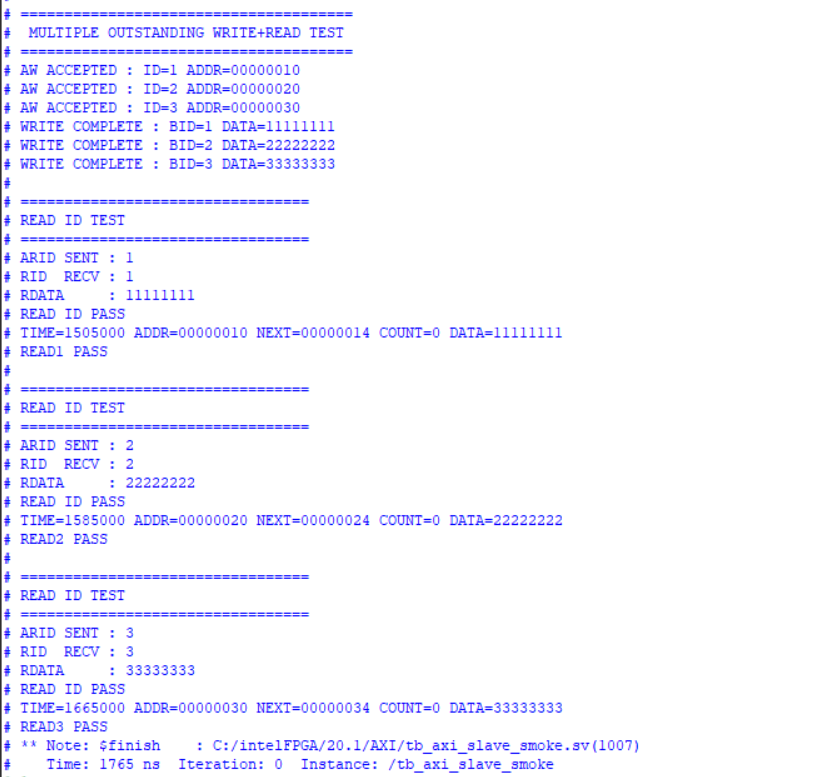 # ======================================
#  MULTIPLE OUTSTANDING WRITE+READ TEST
# ======================================
# AW ACCEPTED : ID=1 ADDR=00000010
# AW ACCEPTED : ID=2 ADDR=00000020
# AW ACCEPTED : ID=3 ADDR=00000030
# WRITE COMPLETE : BID=1 DATA=11111111
# WRITE COMPLETE : BID=2 DATA=22222222
# WRITE COMPLETE : BID=3 DATA=33333333
#
# =================================
# READ ID TEST
# =================================
# ARID SENT : 1
# RID  RECV : 1
# RDATA     : 11111111
# READ ID PASS
# TIME=1505000 ADDR=00000010 NEXT=00000014 COUNT=0 DATA=11111111
# READ1 PASS
#
# =================================
# READ ID TEST
# =================================
# ARID SENT : 2
# RID  RECV : 2
# RDATA     : 22222222
# READ ID PASS
# TIME=1585000 ADDR=00000020 NEXT=00000024 COUNT=0 DATA=22222222
# READ2 PASS
#
# =================================
# READ ID TEST
# =================================
# ARID SENT : 3
# RID  RECV : 3
# RDATA     : 33333333
# READ ID PASS
# TIME=1665000 ADDR=00000030 NEXT=00000034 COUNT=0 DATA=33333333
# READ3 PASS
# ** Note: $finish    : C:/intelFPGA/20.1/AXI/tb_axi_slave_smoke.sv(1007)
#    Time: 1765 ns  Iteration: 0  Instance: /tb_axi_slave_smoke